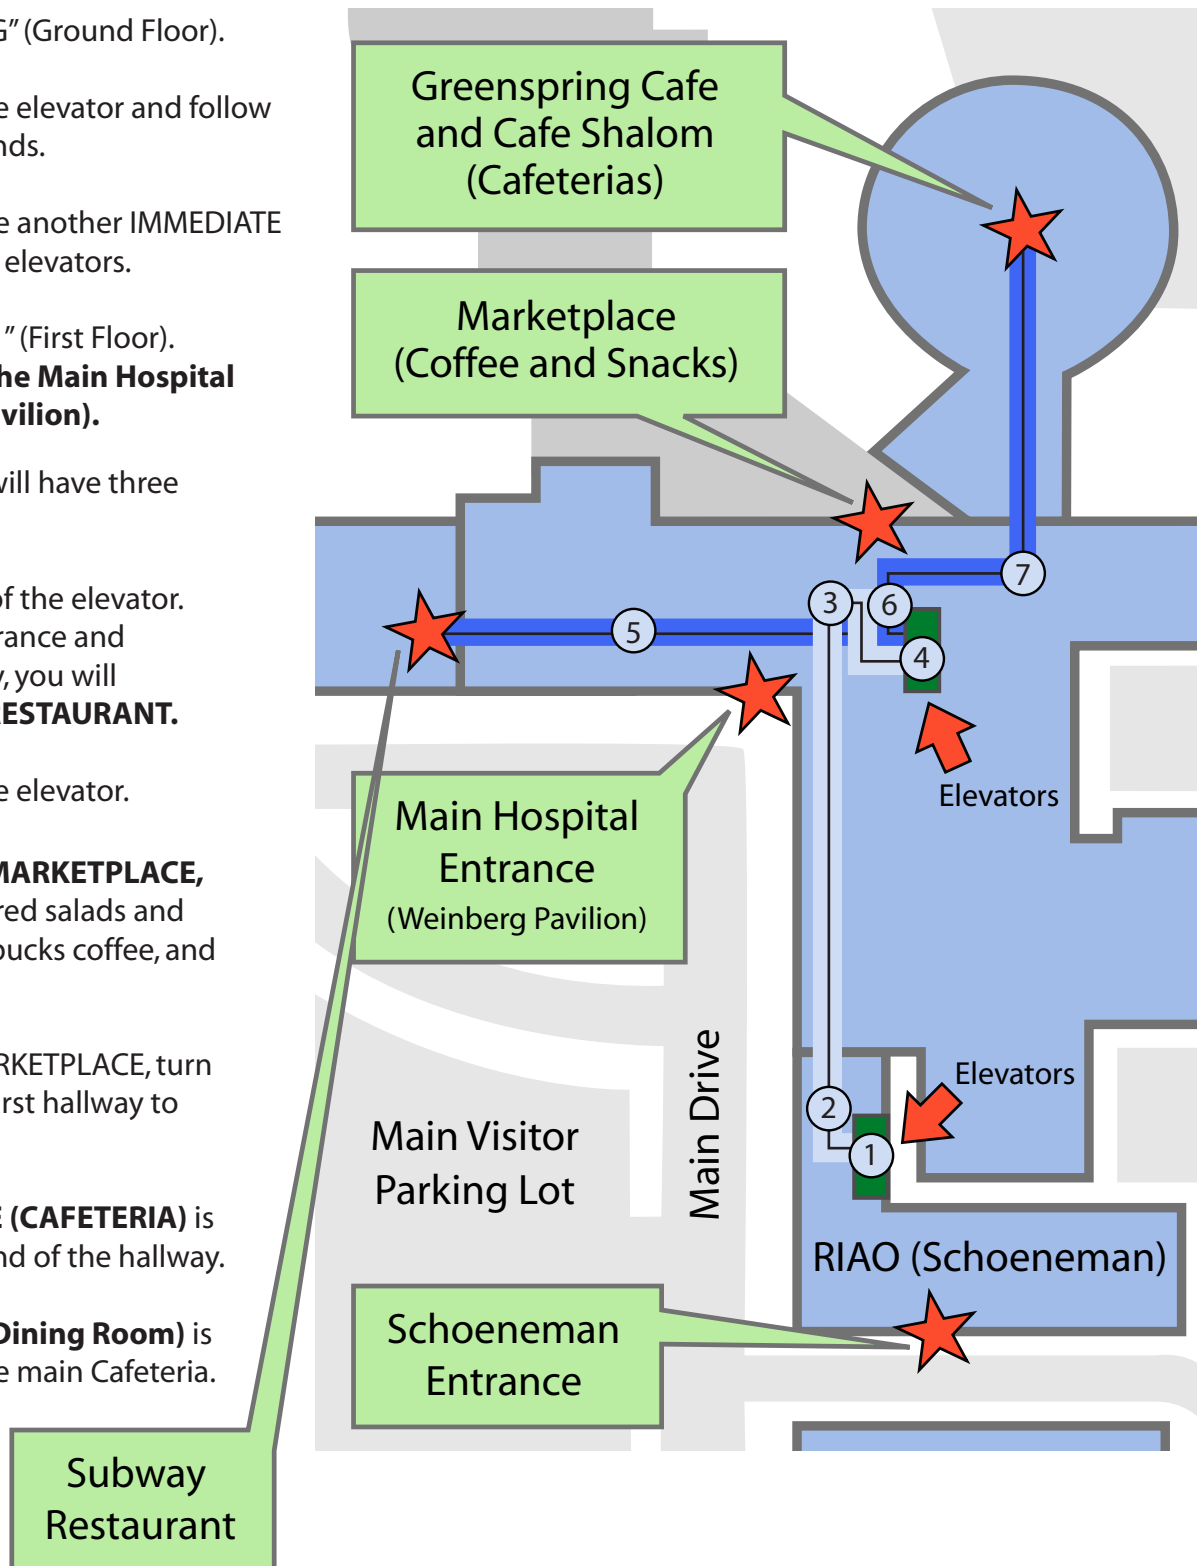 G” (Ground Floor).
e elevator and follow
nds.
e another IMMEDIATE
elevators.
” (First Floor).
he Main Hospital
vilion).
will have three
of the elevator.
rance and
y, you will
RESTAURANT.
e elevator.
MARKETPLACE,
red salads and
bucks coffee, and
RKETPLACE, turn
irst hallway to
E (CAFETERIA) is
nd of the hallway.
Dining Room) is
e main Cafeteria.
Greenspring Cafe
and Cafe Shalom
(Cafeterias)
Marketplace
(Coffee and Snacks)
7
3
6
5
4
Elevators
Main Hospital
Entrance
(Weinberg Pavilion)
Main Drive
Elevators
2
1
Main Visitor
Parking Lot
RIAO (Schoeneman)
Schoeneman
Entrance
Subway
Restaurant